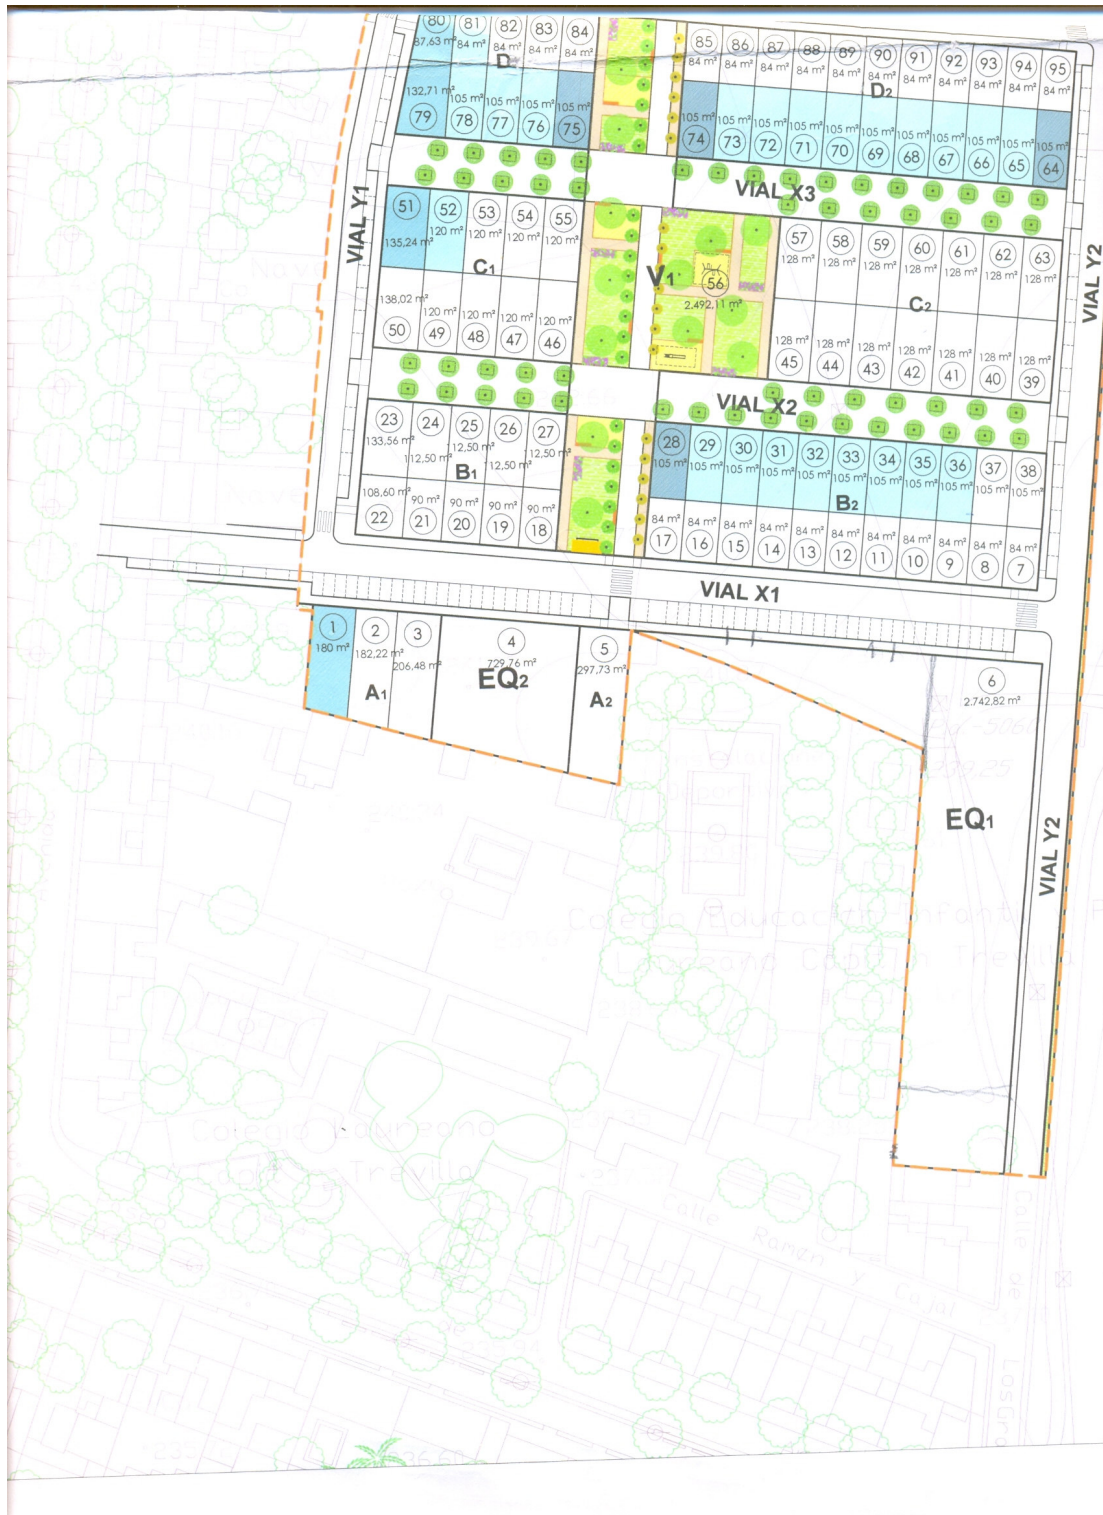 80 81 82 83 84
87,63 m² 84 m² 84 m² 84 m² 84 m²
85 86 87 88 89 90 91 92 93 94 95
84 m² 84 m² 84 m² 84 m² 84 m² 84 m² 84 m² 84 m² 84 m² 84 m² 84 m²
D2
132,71 m² 105 m² 105 m² 105 m² 105 m²
79 78 77 76 75
105 m² 105 m² 105 m² 105 m² 105 m² 105 m² 105 m² 105 m² 105 m² 105 m² 105 m²
74 73 72 71 70 69 68 67 66 65 64
VIAL X3
VIAL Y1
VIAL Y2
51 52 53 54 55
135,24 m² 120 m² 120 m² 120 m² 120 m²
C1
138,02 m² 120 m² 120 m² 120 m² 120 m²
50 49 48 47 46
V1
56
2.492,11 m²
57 58 59 60 61 62 63
128 m² 128 m² 128 m² 128 m² 128 m² 128 m² 128 m²
C2
128 m² 128 m² 128 m² 128 m² 128 m² 128 m² 128 m²
45 44 43 42 41 40 39
VIAL X2
23 24 25 26 27
133,56 m² 112,50 m² 112,50 m² 112,50 m² 112,50 m²
B1
108,60 m² 90 m² 90 m² 90 m² 90 m²
22 21 20 19 18
28 29 30 31 32 33 34 35 36 37 38
105 m² 105 m² 105 m² 105 m² 105 m² 105 m² 105 m² 105 m² 105 m² 105 m² 105 m²
B2
84 m² 84 m² 84 m² 84 m² 84 m² 84 m² 84 m² 84 m² 84 m² 84 m² 84 m²
17 16 15 14 13 12 11 10 9 8 7
VIAL X1
1 2 3 4 5
180 m² 182,22 m² 206,48 m² 729,76 m² 297,73 m²
A1
EQ2
A2
6
2.742,82 m²
EQ1
VIAL Y2
Colegio Educación
Colegio Laureano
Trevilla
Calle Ramon y Cajal